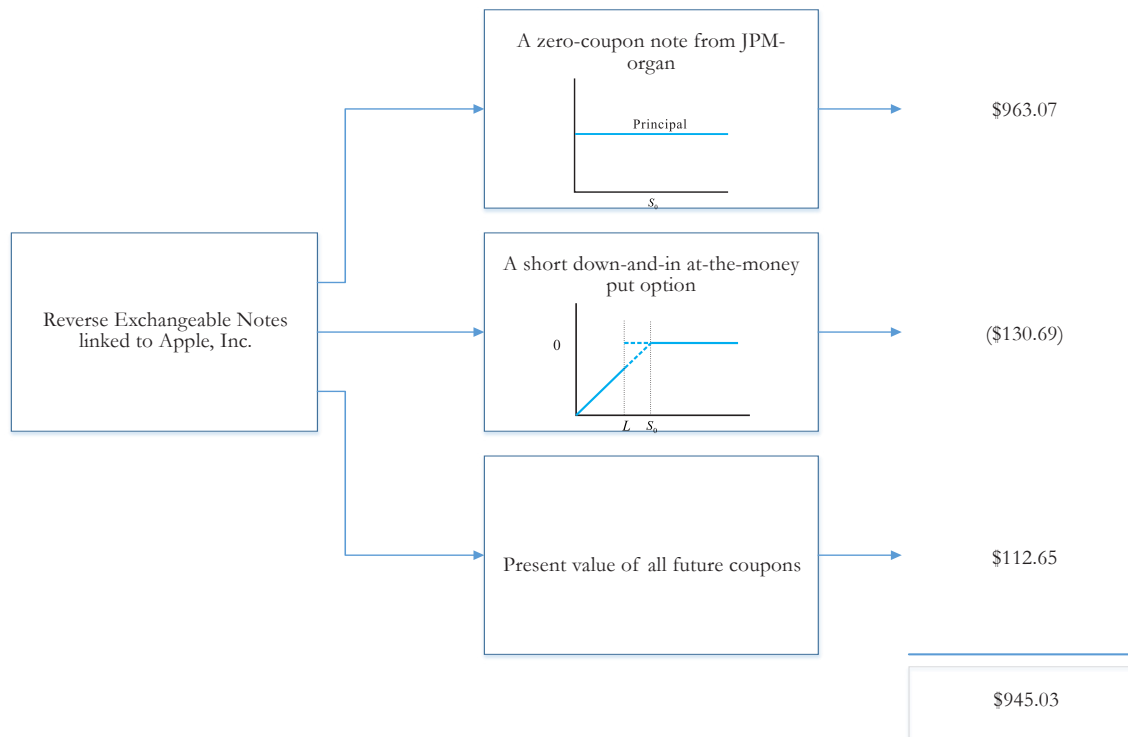 A zero-coupon note from JPM-
organ
Principal
S₀
$963.07
Reverse Exchangeable Notes
linked to Apple, Inc.
A short down-and-in at-the-money
put option
0
L S₀
($130.69)
Present value of all future coupons
$112.65
$945.03